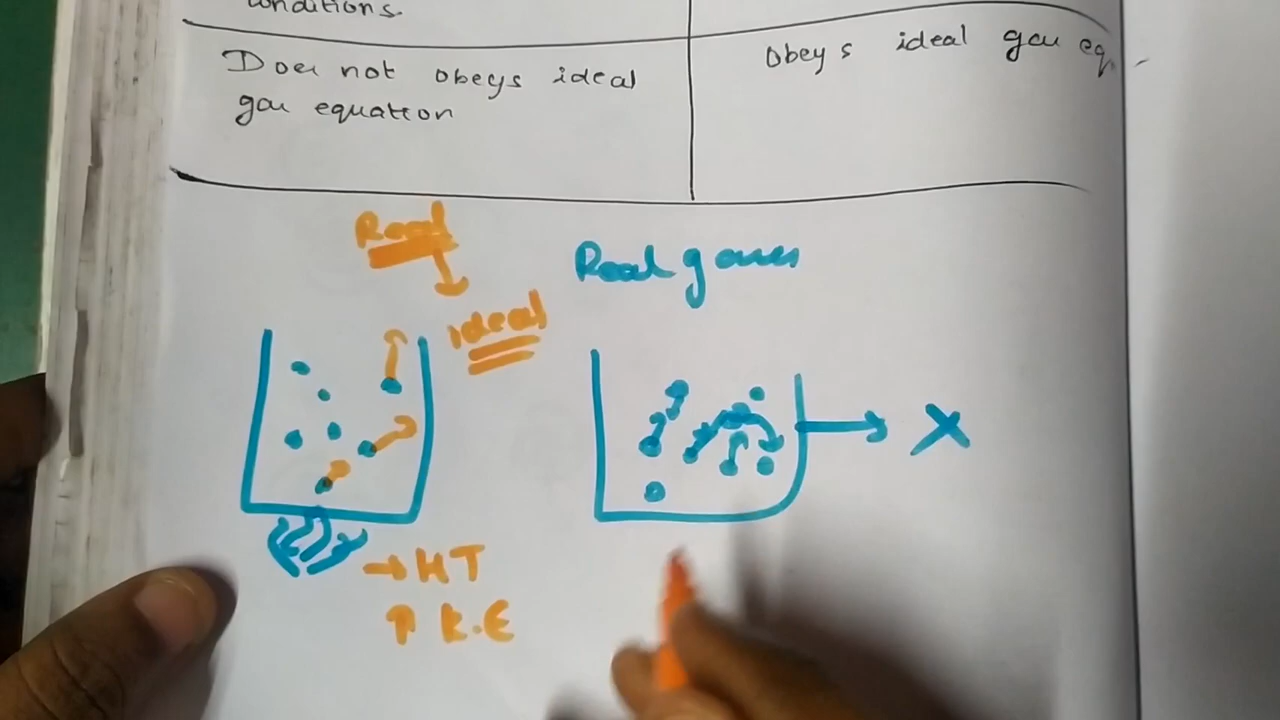 conditions.
Does not obeys ideal
gas equation
obeys ideal gas eq.
Real
ideal
Real gases
→ HT
↑ K.E
X